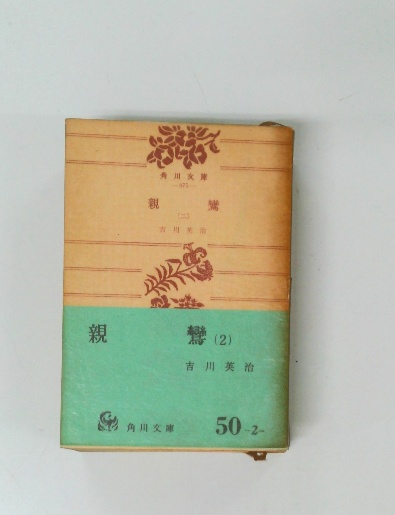 角川文庫
親鸞
(二)
吉川英治
親鸞(2)
吉川英治
角川文庫 50-2-